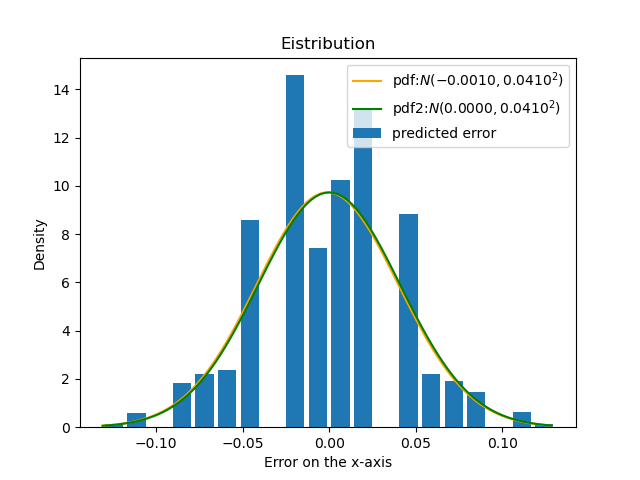 Eistribution
pdf:N(−0.0010, 0.0410²)
pdf2:N(0.0000, 0.0410²)
predicted error
14
12
10
8
6
4
2
0
Density
−0.10 −0.05 0.00 0.05 0.10
Error on the x-axis